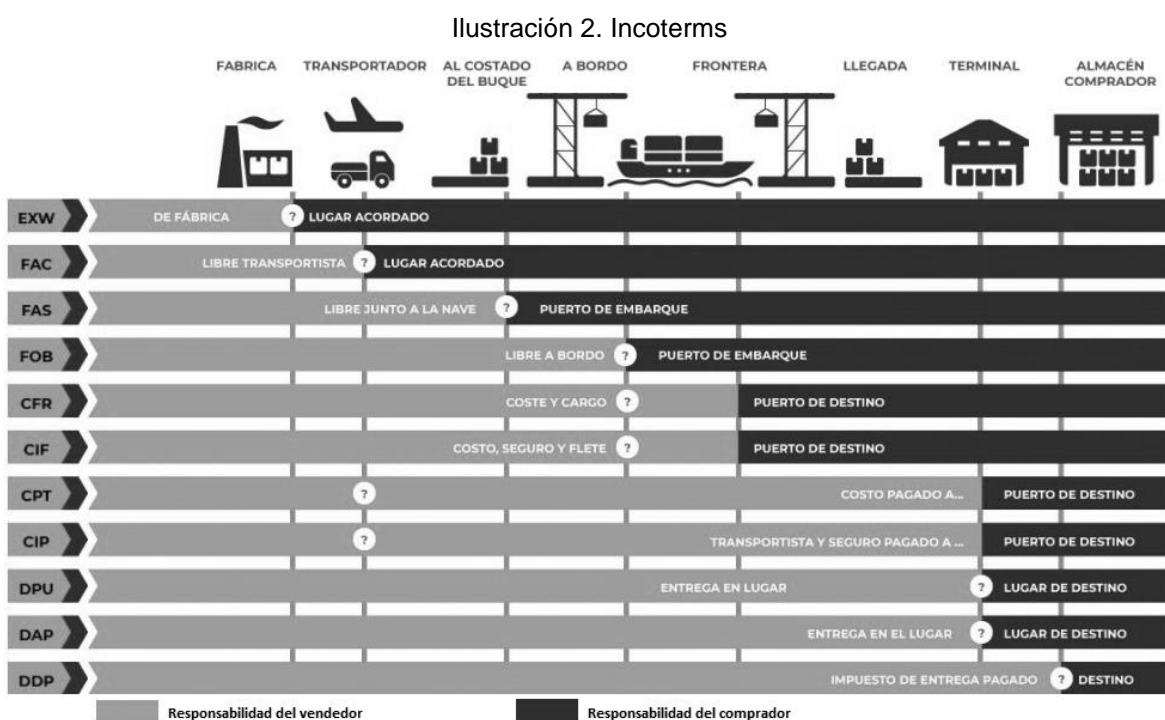 Ilustración 2. Incoterms
FABRICA TRANSPORTADOR AL COSTADO DEL BUQUE A BORDO FRONTERA LLEGADA TERMINAL ALMACÉN COMPRADOR
EXW DE FÁBRICA ? LUGAR ACORDADO
FAC LIBRE TRANSPORTISTA ? LUGAR ACORDADO
FAS LIBRE JUNTO A LA NAVE ? PUERTO DE EMBARQUE
FOB LIBRE A BORDO ? PUERTO DE EMBARQUE
CFR COSTE Y CARGO ? PUERTO DE DESTINO
CIF COSTO, SEGURO Y FLETE ? PUERTO DE DESTINO
CPT ? COSTO PAGADO A... PUERTO DE DESTINO
CIP ? TRANSPORTISTA Y SEGURO PAGADO A ... PUERTO DE DESTINO
DPU ENTREGA EN LUGAR ? LUGAR DE DESTINO
DAP ENTREGA EN EL LUGAR ? LUGAR DE DESTINO
DDP IMPUESTO DE ENTREGA PAGADO ? DESTINO
Responsabilidad del vendedor Responsabilidad del comprador